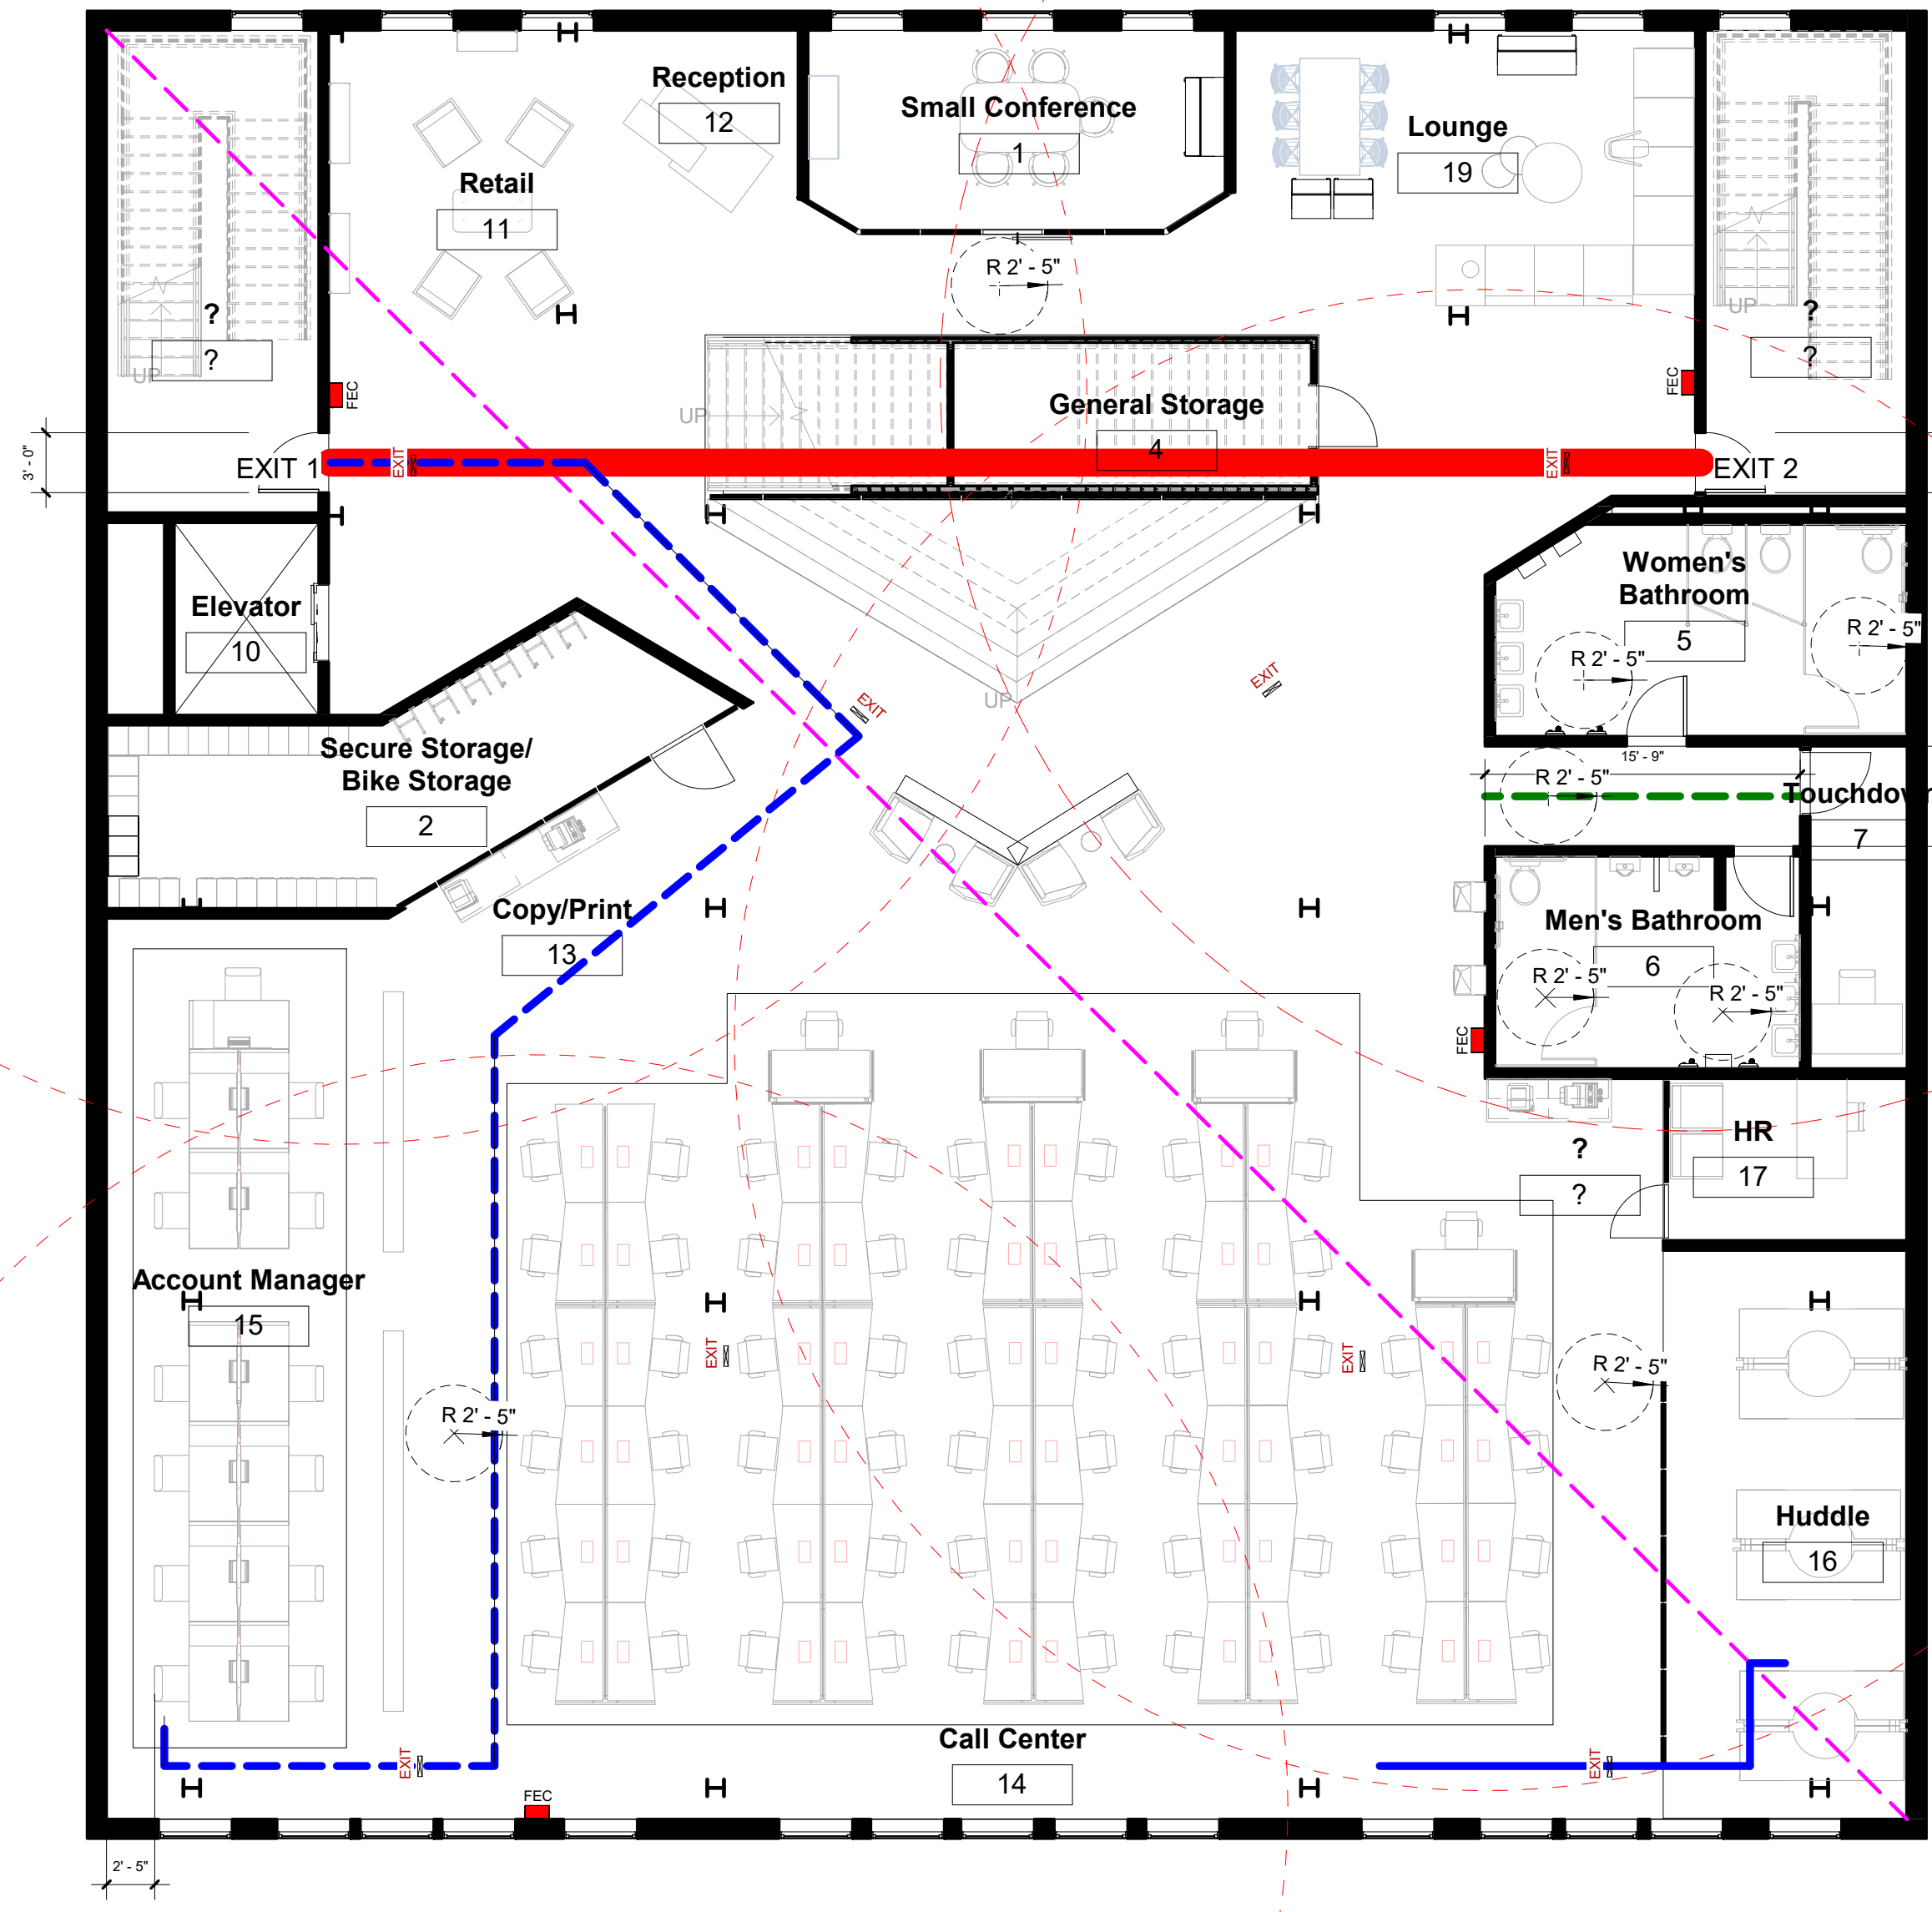 Reception
12
Small Conference
1
Lounge
19
Retail
11
R 2' - 5"
?
?
UP
?
?
UP
FEC
FEC
UP
General Storage
4
3' - 0"
EXIT 1
EXIT
EXIT
EXIT 2
Elevator
10
Women's
Bathroom
5
R 2' - 5"
R 2' - 5"
EXIT
EXIT
UP
Secure Storage/
Bike Storage
2
15' - 9"
R 2' - 5"
Touchdow
7
Copy/Print
13
Men's Bathroom
6
R 2' - 5"
R 2' - 5"
FEC
HR
17
?
?
Account Manager
15
EXIT
EXIT
R 2' - 5"
R 2' - 5"
Huddle
16
Call Center
14
EXIT
EXIT
FEC
2' - 5"